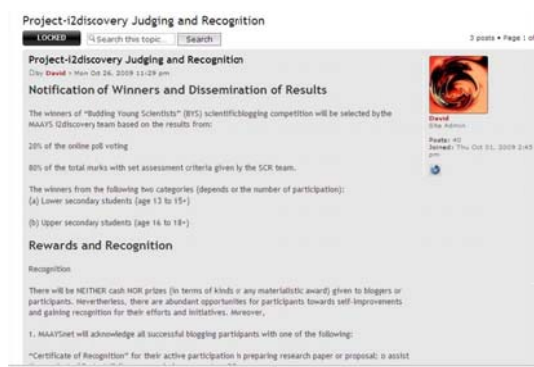 Project-i2discovery Judging and Recognition
LOCKED Search this topic... Search 3 posts • Page 1 of
Project-i2discovery Judging and Recognition
by David » Mon Oct 26, 2009 11:29 pm
Notification of Winners and Dissemination of Results
The winners of "Budding Young Scientists" (BYS) scientificblogging competition will be selected bythe
MAAYS i2discovery team based on the results from:
20% of the online poll voting
80% of the total marks with set assessment criteria given by the SCR team.
The winners from the following two categories (depends or the number of participation):
(a) Lower secondary students (age 13 to 15+)
(b) Upper secondary students (age 16 to 18+)
Rewards and Recognition
Recognition
There will be NEITHER cash NOR prizes (in terms of kinds or any materialistic award) given to bloggers or
participants. Nevertheless, there are abundant opportunites for participants towards self-improvements
and gaining recognition for their efforts and initiatives. Moreover,
1. MAAYSnet will acknowledge all successful blogging partipants with one of the following:
"Certificate of Recognition" for their active participation is preparing research paper or proposal; o assist
David
Site Admin
Posts: 40
Joined: Thu Oct 01, 2009 2:43
pm